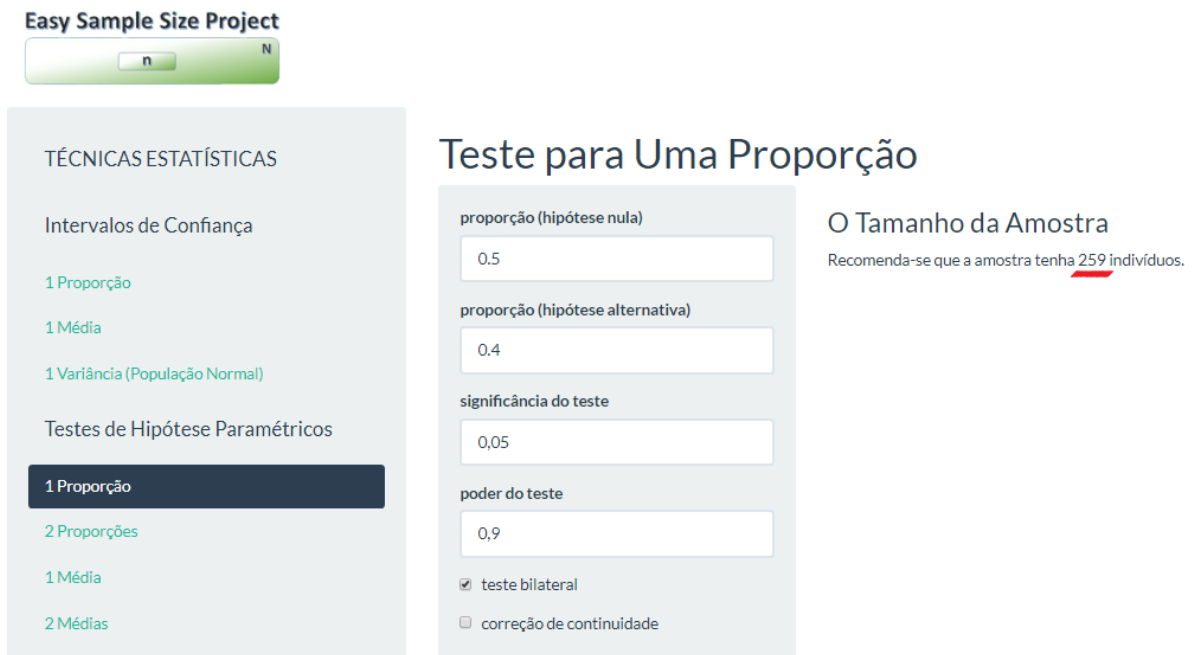 Easy Sample Size Project
n
N
TÉCNICAS ESTATÍSTICAS
Intervalos de Confiança
1 Proporção
1 Média
1 Variância (População Normal)
Testes de Hipótese Paramétricos
1 Proporção
2 Proporções
1 Média
2 Médias
Teste para Uma Proporção
proporção (hipótese nula)
0.5
proporção (hipótese alternativa)
0.4
significância do teste
0,05
poder do teste
0,9
teste bilateral
correção de continuidade
O Tamanho da Amostra
Recomenda-se que a amostra tenha 259 indivíduos.